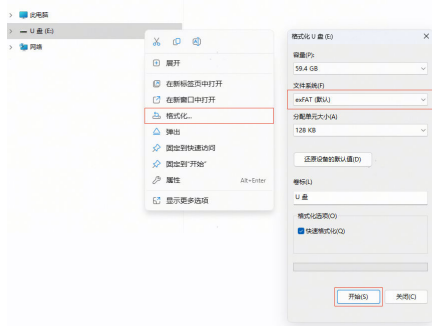 此电脑
U 盘 (E:)
网络
展开
在新标签页中打开
在新窗口中打开
格式化...
弹出
固定到快速访问
固定到"开始"
属性 Alt+Enter
显示更多选项
格式化 U 盘 (E:)
容量(P):
59.4 GB
文件系统(F)
exFAT (默认)
分配单元大小(A)
128 KB
还原设备的默认值(D)
卷标(L)
U 盘
格式化选项(O)
快速格式化(Q)
开始(S)
关闭(C)